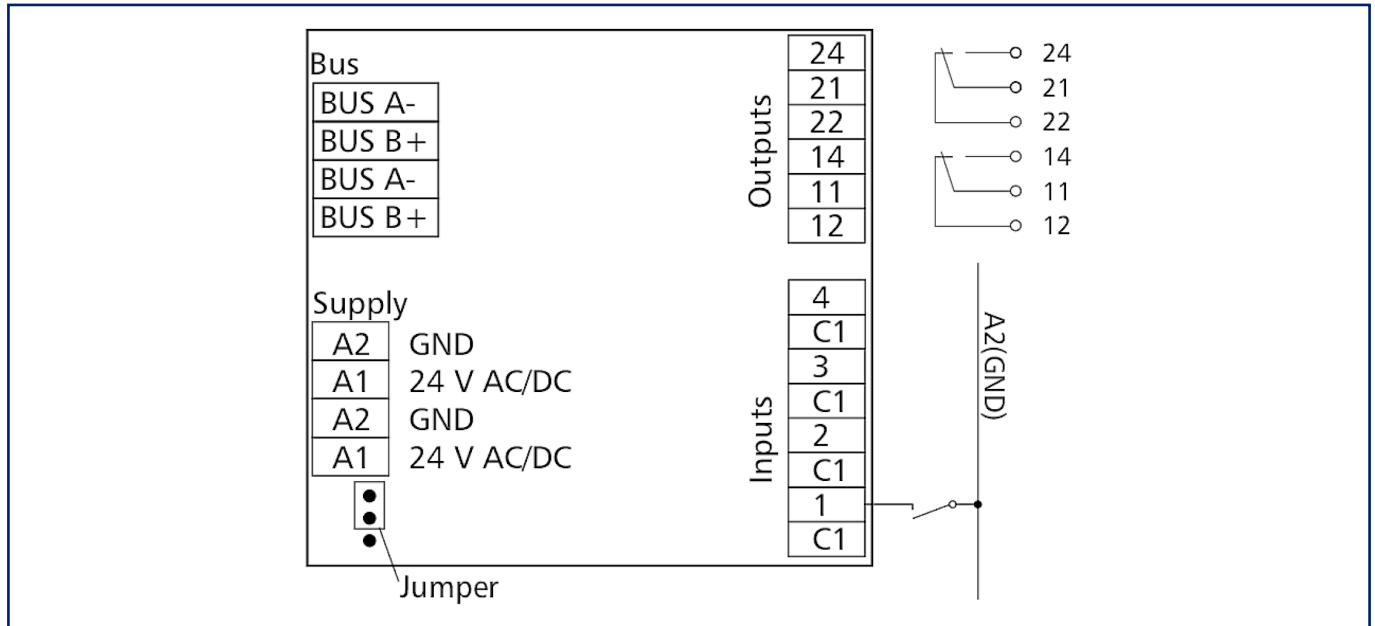 Bus
BUS A-
BUS B+
BUS A-
BUS B+
Supply
A2 GND
A1 24 V AC/DC
A2 GND
A1 24 V AC/DC
Jumper
Outputs
24
21
22
14
11
12
Inputs
4
C1
3
C1
2
C1
1
C1
24
21
22
14
11
12
A2(GND)